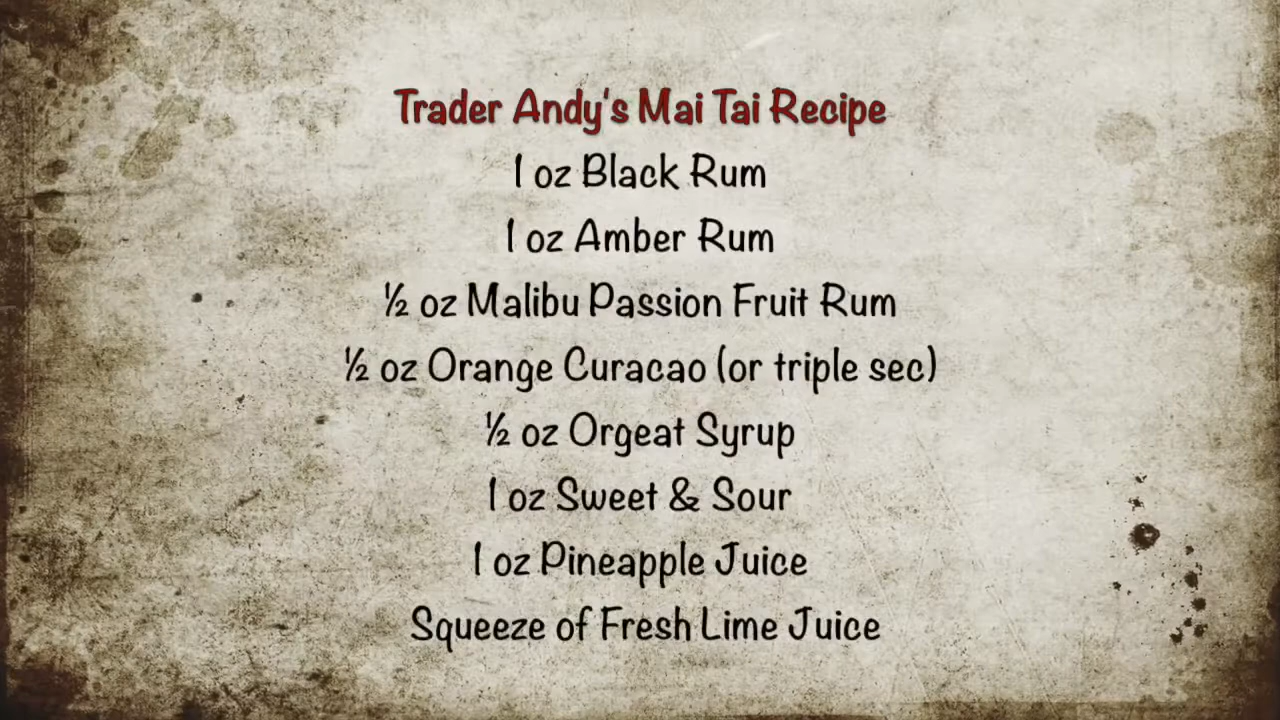 Trader Andy's Mai Tai Recipe
1 oz Black Rum
1 oz Amber Rum
½ oz Malibu Passion Fruit Rum
½ oz Orange Curacao (or triple sec)
½ oz Orgeat Syrup
1 oz Sweet & Sour
1 oz Pineapple Juice
Squeeze of Fresh Lime Juice